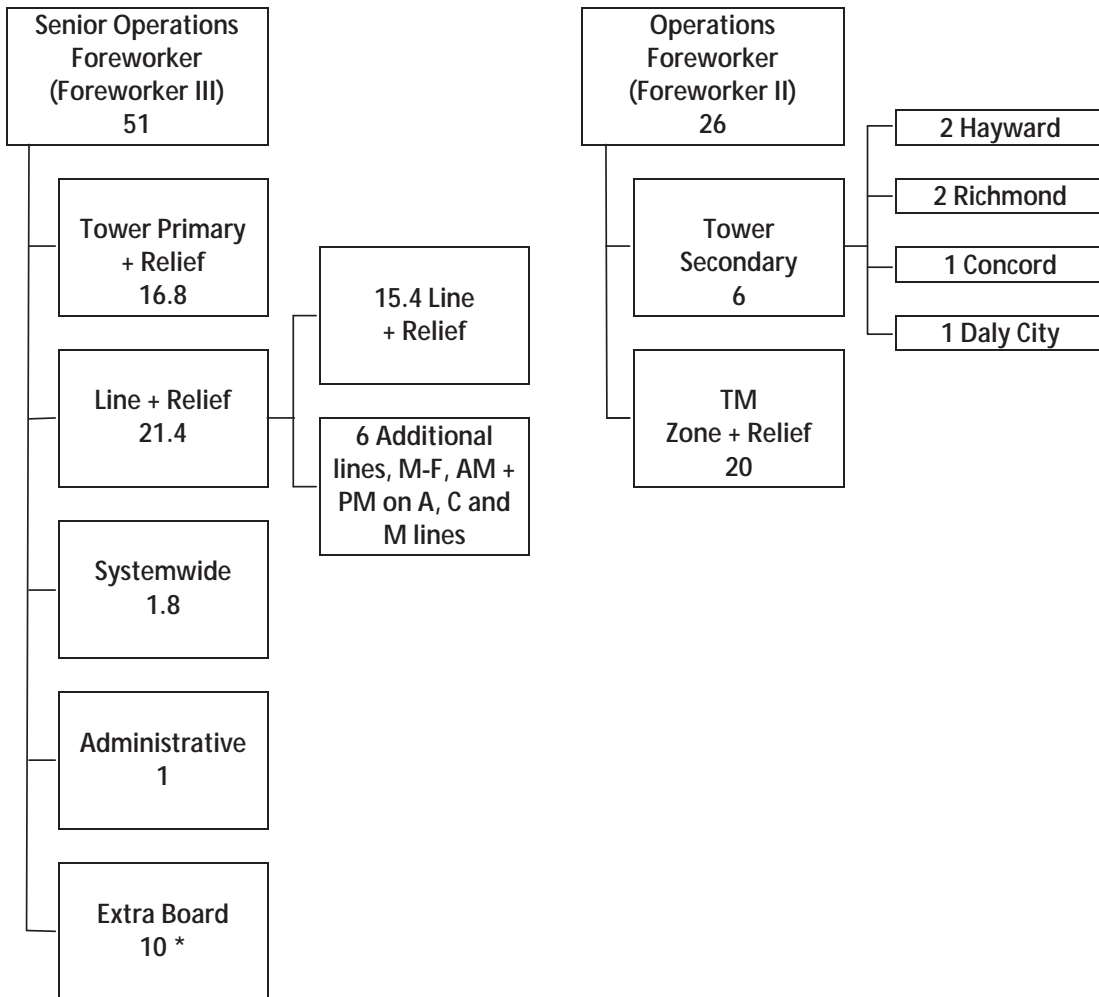 Senior Operations
Foreworker
(Foreworker III)
51
Tower Primary
+ Relief
16.8
Line + Relief
21.4
15.4 Line
+ Relief
6 Additional
lines, M-F, AM +
PM on A, C and
M lines
Systemwide
1.8
Administrative
1
Extra Board
10 *
Operations
Foreworker
(Foreworker II)
26
Tower
Secondary
6
2 Hayward
2 Richmond
1 Concord
1 Daly City
TM
Zone + Relief
20